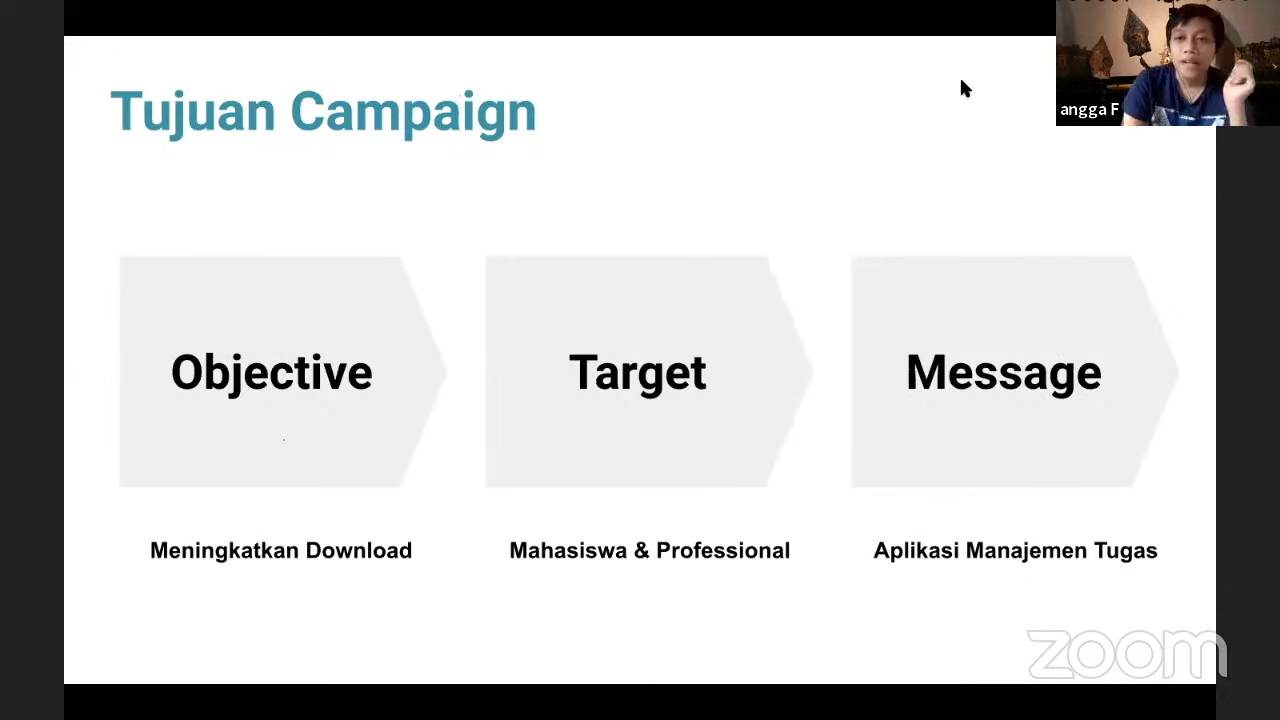 Tujuan Campaign
angga F
Objective
Target
Message
Meningkatkan Download
Mahasiswa & Professional
Aplikasi Manajemen Tugas
zoom